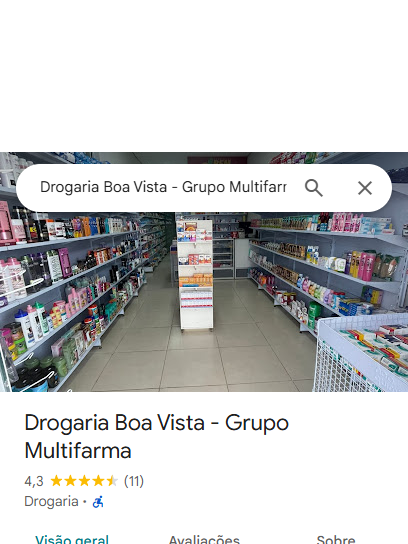 Drogaria Boa Vista - Grupo Multifarr
Drogaria Boa Vista - Grupo
Multifarma
4,3 (11)
Drogaria ·
Visão geral Avaliações Sobre